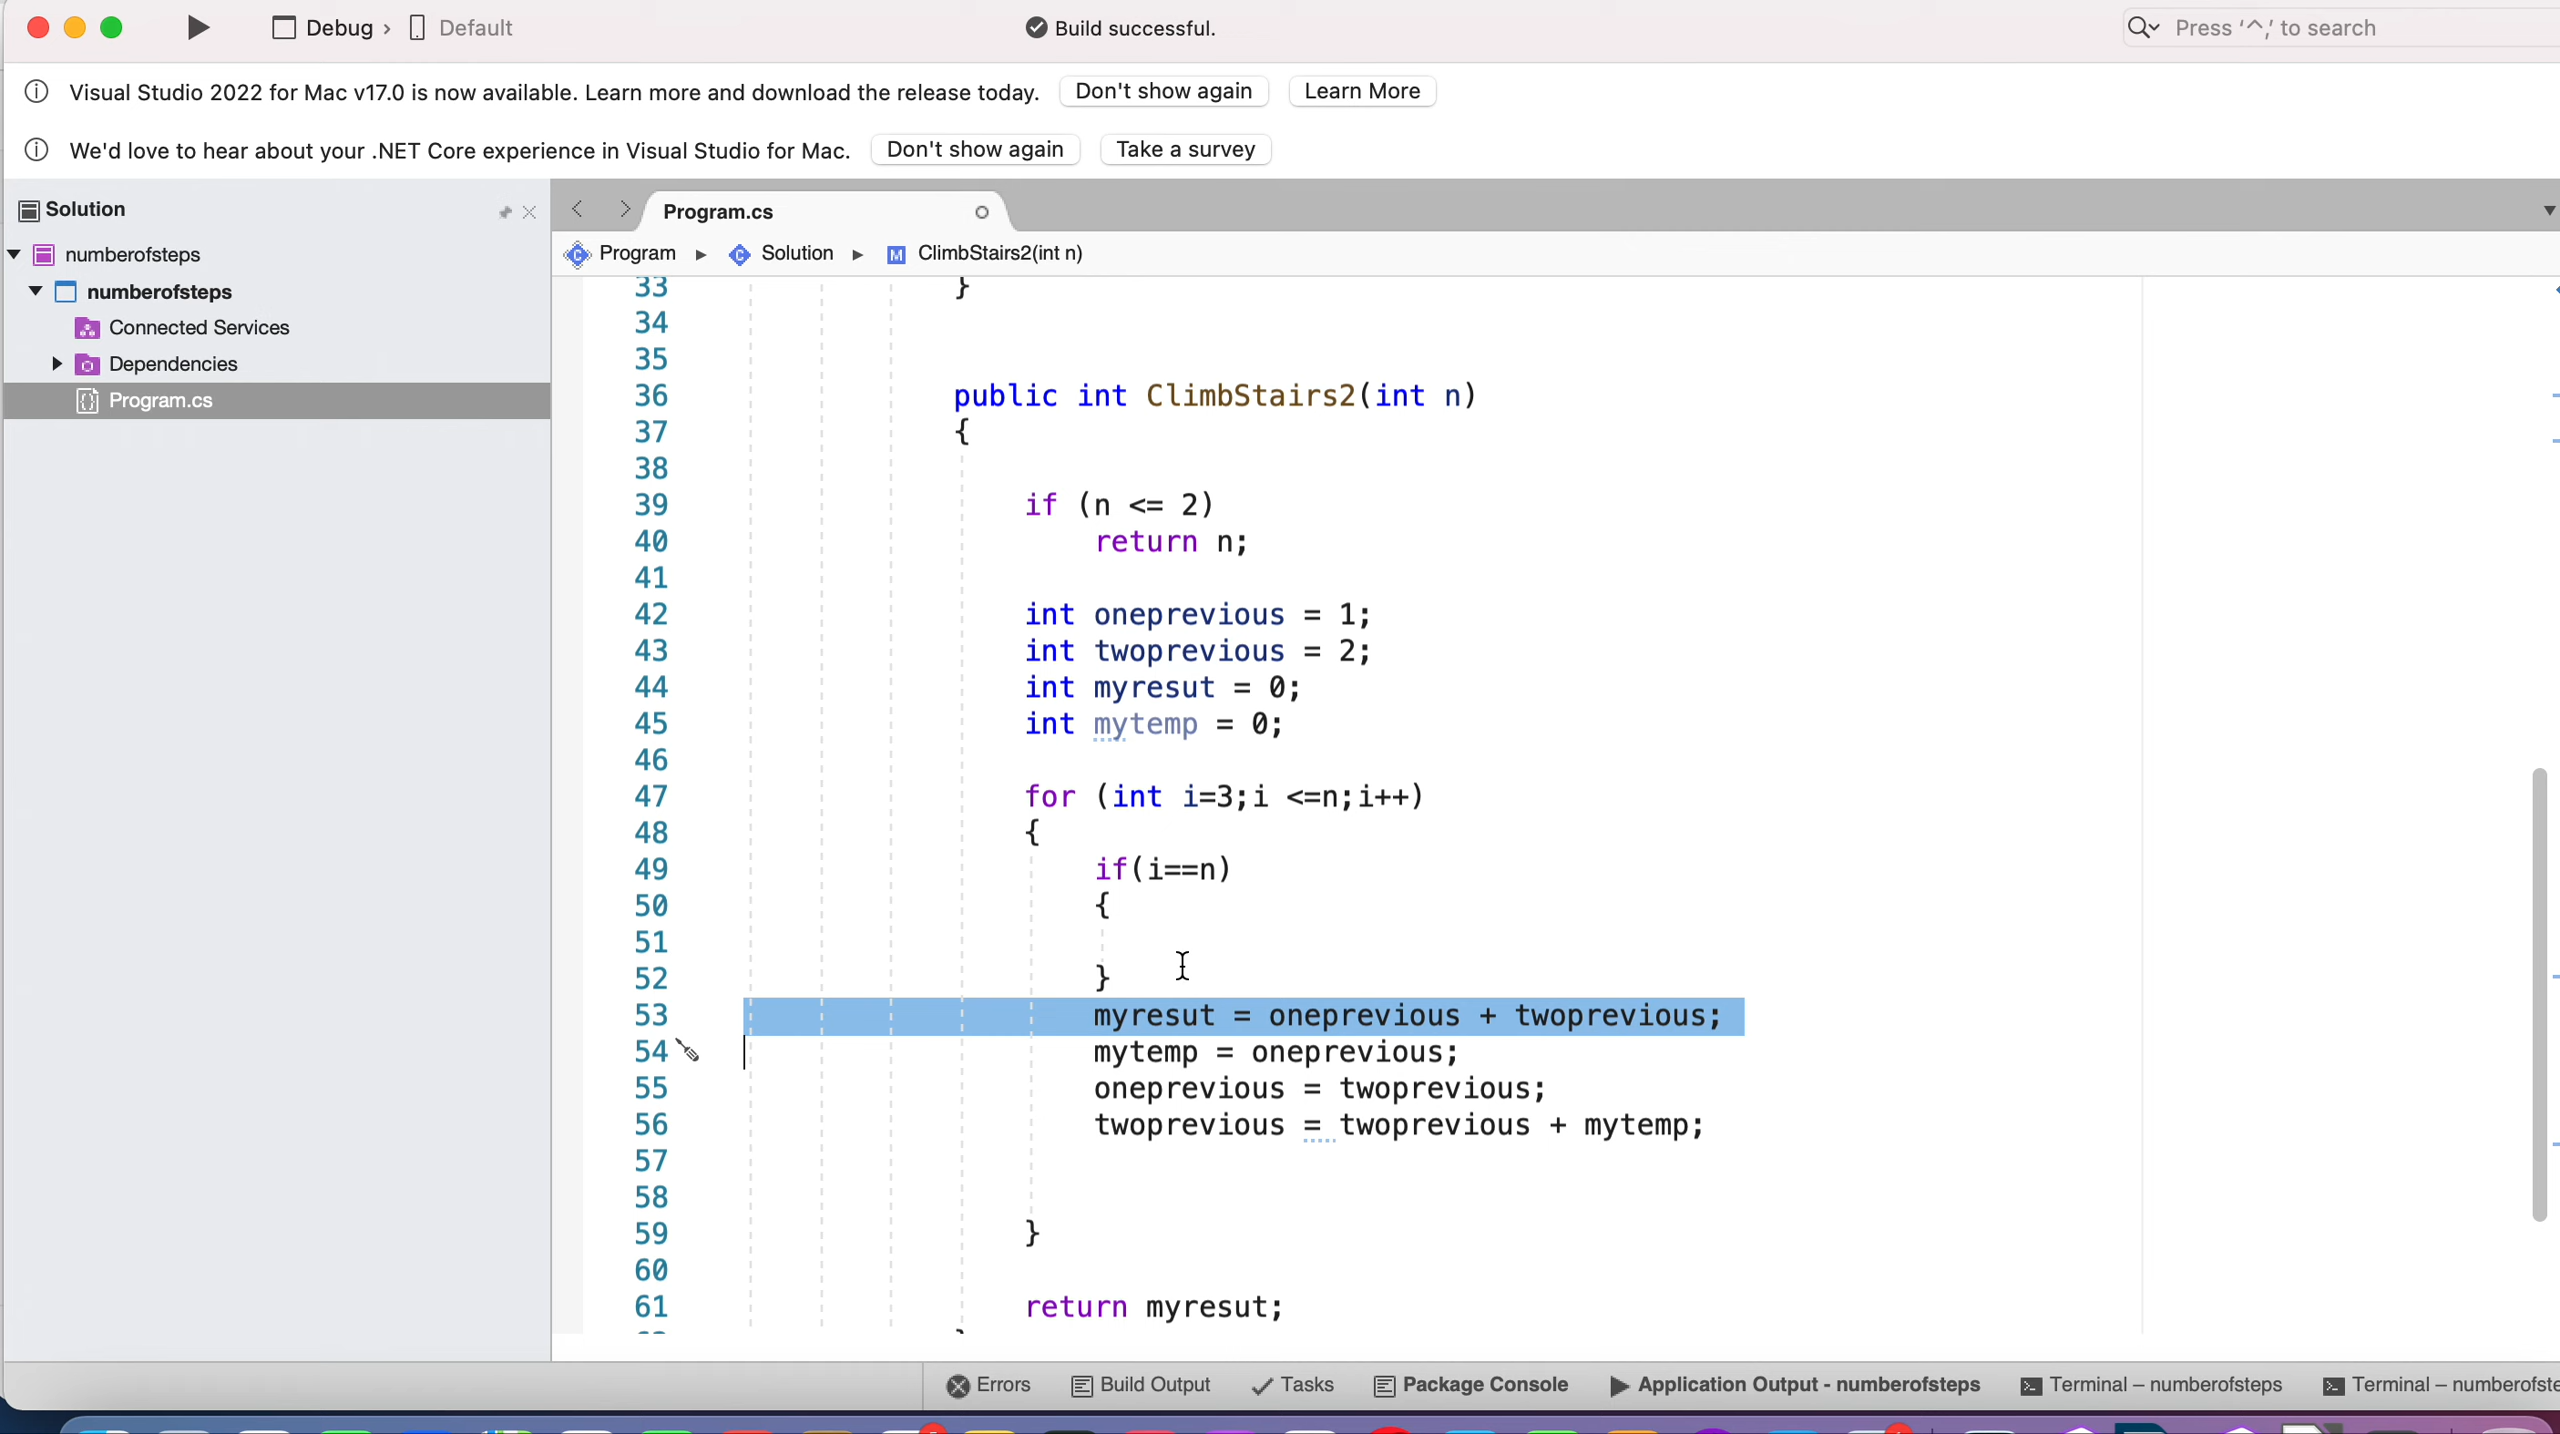 Debug › Default
Build successful.
Press '^,' to search
Visual Studio 2022 for Mac v17.0 is now available. Learn more and download the release today. Don't show again Learn More
We'd love to hear about your .NET Core experience in Visual Studio for Mac. Don't show again Take a survey
Solution
numberofsteps
numberofsteps
Connected Services
Dependencies
Program.cs
Program.cs
Program ▸ Solution ▸ M ClimbStairs2(int n)
33 }
34
35
36 public int ClimbStairs2(int n)
37 {
38
39 if (n <= 2)
40 return n;
41
42 int oneprevious = 1;
43 int twoprevious = 2;
44 int myresut = 0;
45 int mytemp = 0;
46
47 for (int i=3;i <=n;i++)
48 {
49 if(i==n)
50 {
51
52 }
53 myresut = oneprevious + twoprevious;
54 mytemp = oneprevious;
55 oneprevious = twoprevious;
56 twoprevious = twoprevious + mytemp;
57
58
59 }
60
61 return myresut;
Errors Build Output Tasks Package Console Application Output - numberofsteps Terminal – numberofsteps Terminal – numberofste